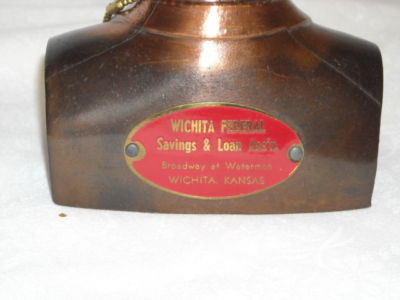 WICHITA FEDERAL
Savings & Loan Ass'n.
Broadway at Waterman
WICHITA, KANSAS